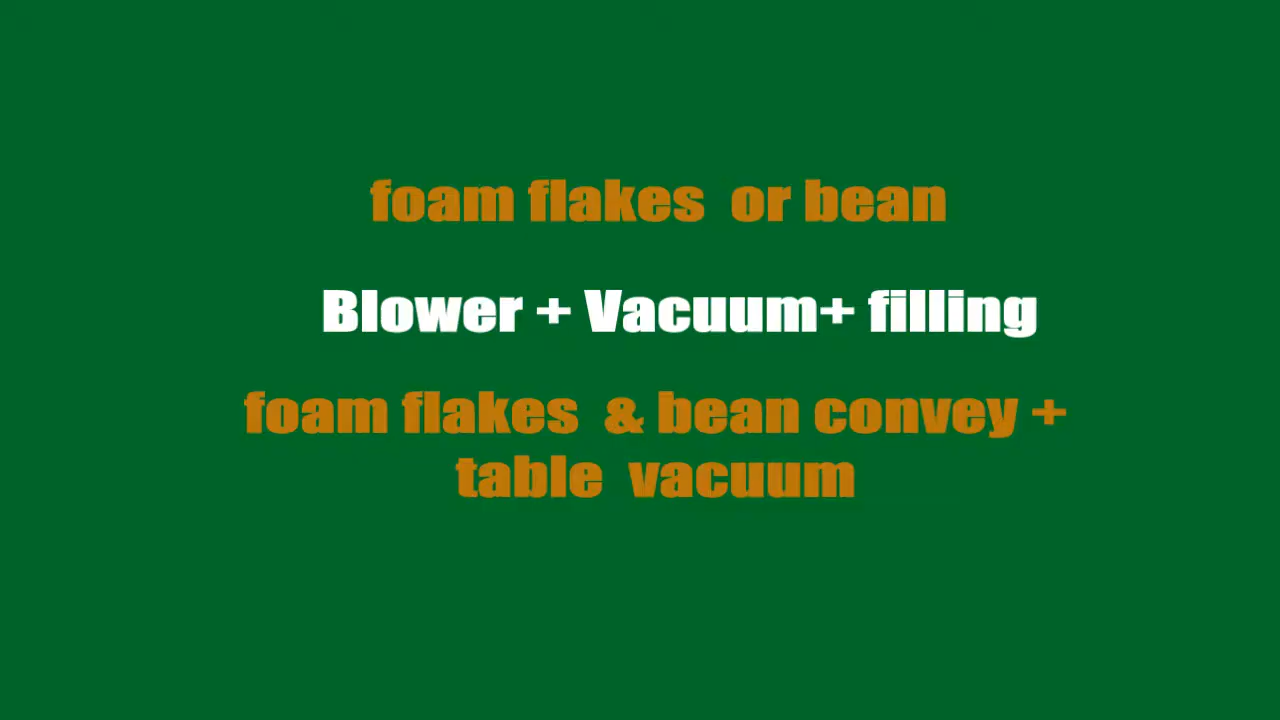 foam flakes or bean
Blower + Vacuum+ filling
foam flakes & bean convey +
table vacuum